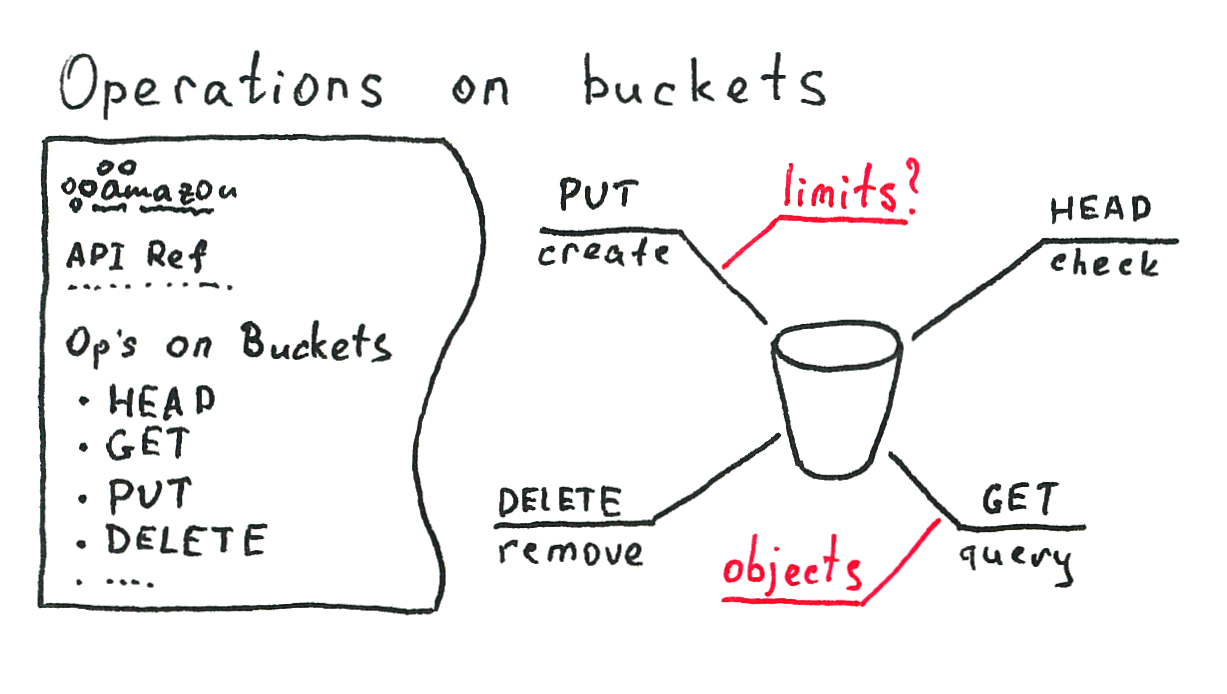 Operations on buckets
amazon
API Ref
Op's on Buckets
• HEAD
• GET
• PUT
• DELETE
. ....
PUT
create
limits?
HEAD
check
DELETE
remove
objects
GET
query